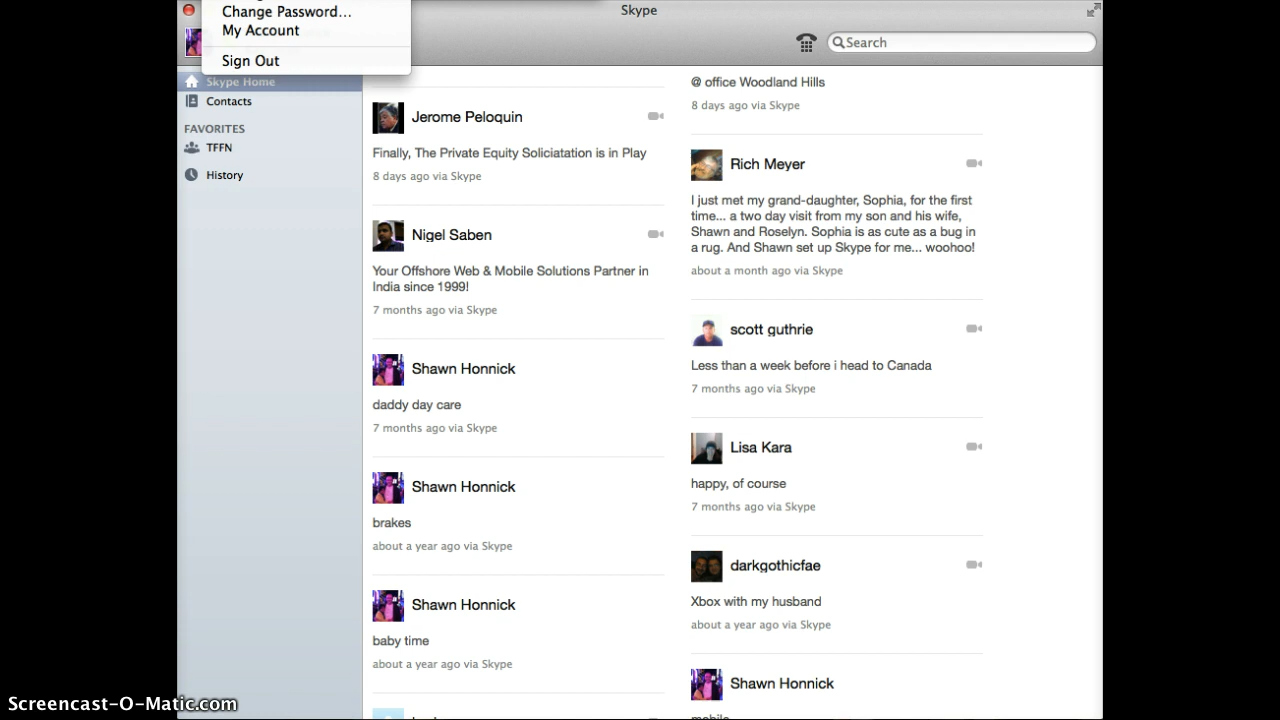 Skype
Change Password...
My Account
Sign Out
Search
Skype Home
Contacts
FAVORITES
TFFN
History
Jerome Peloquin
Finally, The Private Equity Soliciatation is in Play
8 days ago via Skype
Nigel Saben
Your Offshore Web & Mobile Solutions Partner in
India since 1999!
7 months ago via Skype
Shawn Honnick
daddy day care
7 months ago via Skype
Shawn Honnick
brakes
about a year ago via Skype
Shawn Honnick
baby time
about a year ago via Skype
@ office Woodland Hills
8 days ago via Skype
Rich Meyer
I just met my grand-daughter, Sophia, for the first
time... a two day visit from my son and his wife,
Shawn and Roselyn. Sophia is as cute as a bug in
a rug. And Shawn set up Skype for me... woohoo!
about a month ago via Skype
scott guthrie
Less than a week before i head to Canada
7 months ago via Skype
Lisa Kara
happy, of course
7 months ago via Skype
darkgothicfae
Xbox with my husband
about a year ago via Skype
Shawn Honnick
mobile
Screencast-O-Matic.com